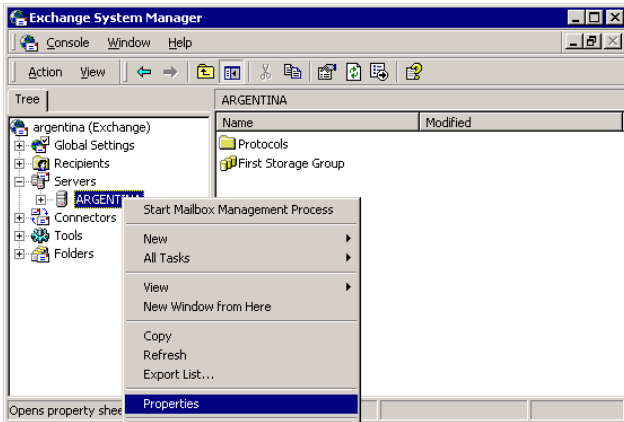 Exchange System Manager
Console Window Help
Action View
Tree
ARGENTINA
Name Modified
argentina (Exchange)
Global Settings
Recipients
Servers
ARGENTINA
Connectors
Tools
Folders
Protocols
First Storage Group
Start Mailbox Management Process
New
All Tasks
View
New Window from Here
Copy
Refresh
Export List...
Properties
Opens property shee